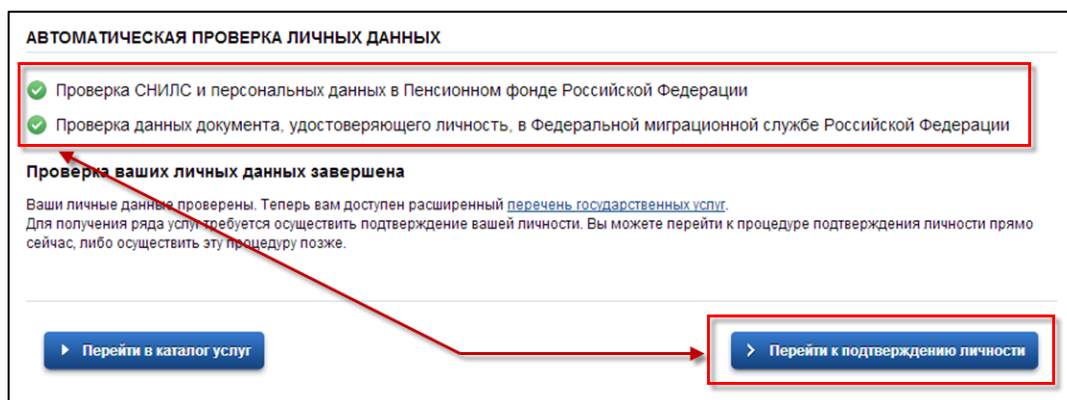 АВТОМАТИЧЕСКАЯ ПРОВЕРКА ЛИЧНЫХ ДАННЫХ
Проверка СНИЛС и персональных данных в Пенсионном фонде Российской Федерации
Проверка данных документа, удостоверяющего личность, в Федеральной миграционной службе Российской Федерации
Проверка ваших личных данных завершена
Ваши личные данные проверены. Теперь вам доступен расширенный перечень государственных услуг.
Для получения ряда услуг требуется осуществить подтверждение вашей личности. Вы можете перейти к процедуре подтверждения личности прямо
сейчас, либо осуществить эту процедуру позже.
Перейти в каталог услуг
Перейти к подтверждению личности